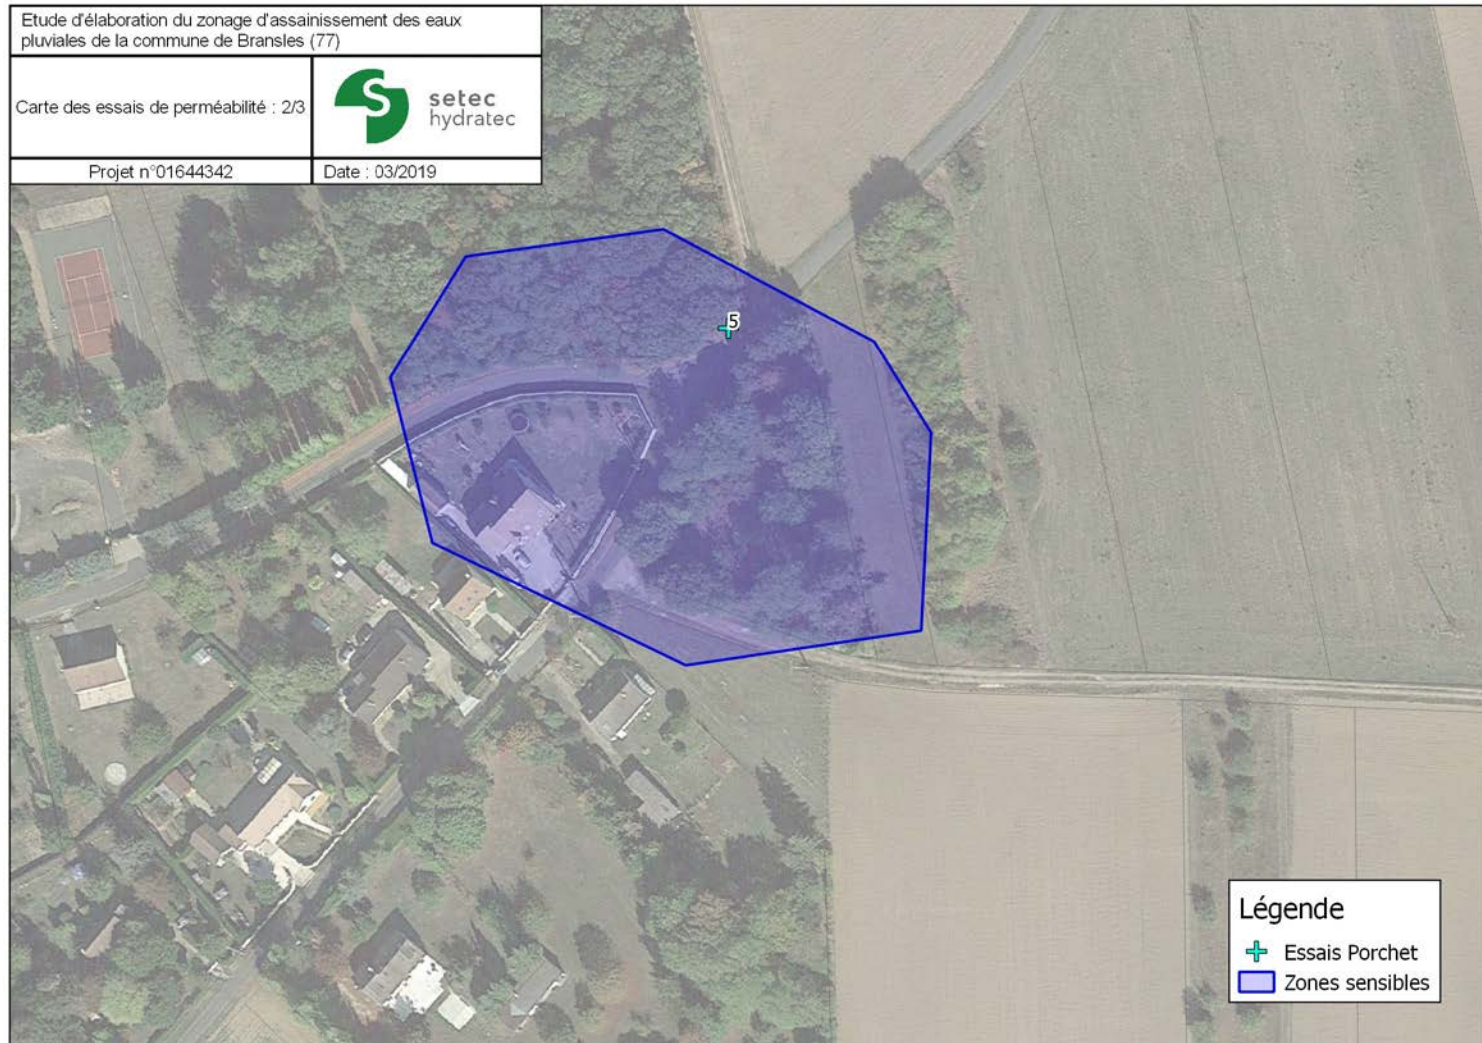 Etude d'élaboration du zonage d'assainissement des eaux
pluviales de la commune de Bransles (77)
Carte des essais de perméabilité : 2/3
setec
hydratec
Projet n°01644342
Date : 03/2019
5
Légende
Essais Porchet
Zones sensibles